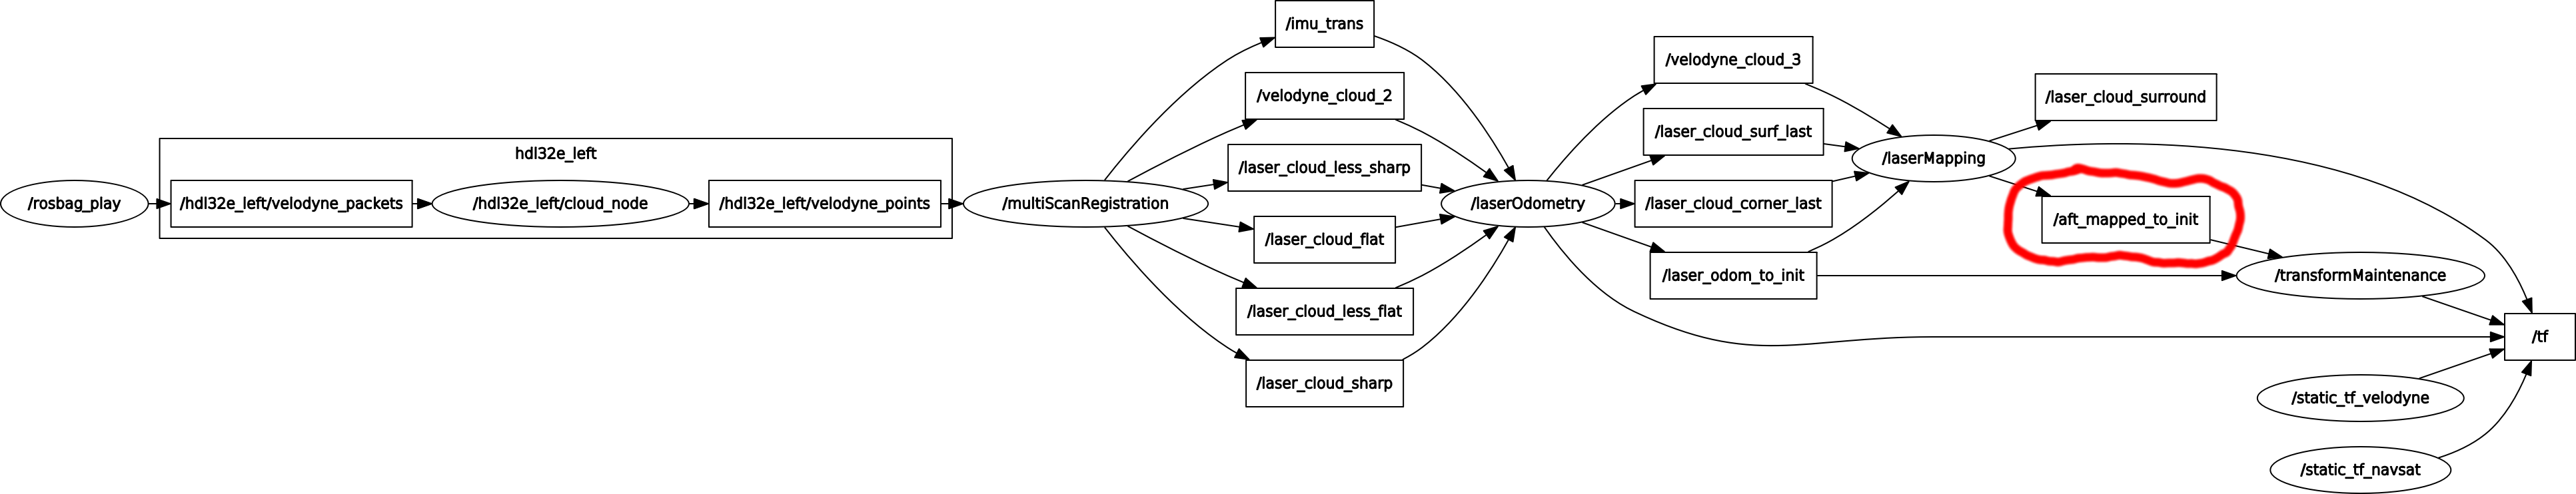 /rosbag_play
hdl32e_left
/hdl32e_left/velodyne_packets
/hdl32e_left/cloud_node
/hdl32e_left/velodyne_points
/multiScanRegistration
/imu_trans
/velodyne_cloud_2
/laser_cloud_less_sharp
/laser_cloud_flat
/laser_cloud_less_flat
/laser_cloud_sharp
/laserOdometry
/velodyne_cloud_3
/laser_cloud_surf_last
/laser_cloud_corner_last
/laser_odom_to_init
/laserMapping
/laser_cloud_surround
/aft_mapped_to_init
/transformMaintenance
/tf
/static_tf_velodyne
/static_tf_navsat